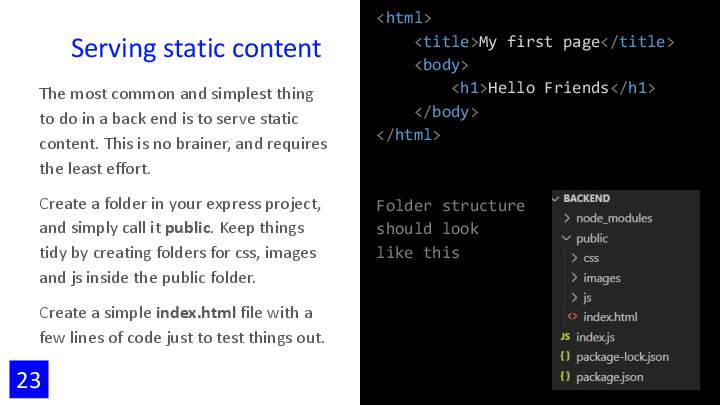 Serving static content
The most common and simplest thing
to do in a back end is to serve static
content. This is no brainer, and requires
the least effort.
Create a folder in your express project,
and simply call it public. Keep things
tidy by creating folders for css, images
and js inside the public folder.
Create a simple index.html file with a
few lines of code just to test things out.
23
<html>
    <title>My first page</title>
    <body>
        <h1>Hello Friends</h1>
    </body>
</html>
Folder structure
should look
like this
BACKEND
node_modules
public
css
images
js
<> index.html
JS index.js
{} package-lock.json
{} package.json